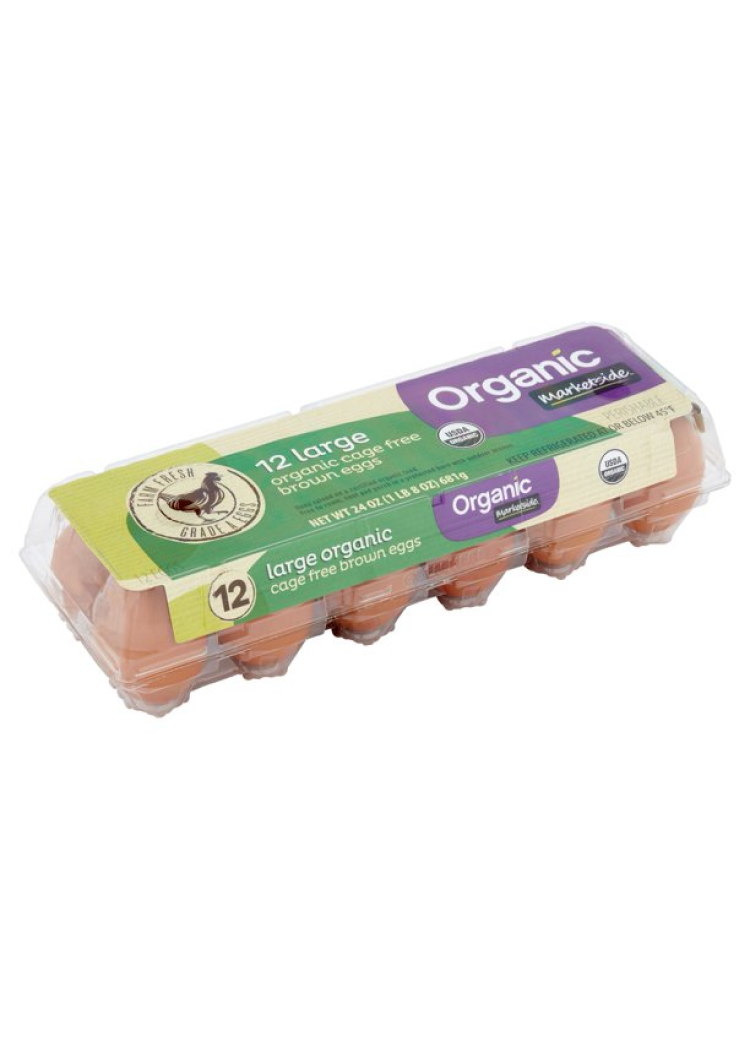 Organic
Marketside.
12 large
organic cage free
brown eggs
USDA
ORGANIC
PERISHABLE
KEEP REFRIGERATED AT OR BELOW 45°F
FARM FRESH
GRADE A EGGS
NET WT 24 OZ (1 LB 8 OZ) 681g
Organic
Marketside.
USDA
ORGANIC
12
large organic
cage free brown eggs